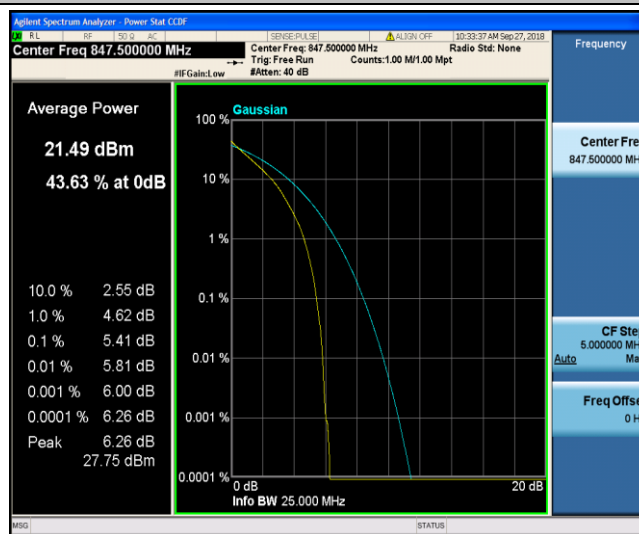 Agilent Spectrum Analyzer - Power Stat CCDF
RL RF 50 Ω AC SENSE:PULSE ALIGN OFF 10:33:37 AM Sep 27, 2018
Center Freq 847.500000 MHz Center Freq: 847.500000 MHz Radio Std: None
Trig: Free Run Counts:1.00 M/1.00 Mpt
#IFGain:Low #Atten: 40 dB
Frequency
Average Power
21.49 dBm
43.63 % at 0dB
10.0 % 2.55 dB
1.0 % 4.62 dB
0.1 % 5.41 dB
0.01 % 5.81 dB
0.001 % 6.00 dB
0.0001 % 6.26 dB
Peak 6.26 dB
27.75 dBm
Gaussian
100 %
10 %
1 %
0.1 %
0.01 %
0.001 %
0.0001 %
0 dB 20 dB
Info BW 25.000 MHz
Center Fre
847.500000 MH
CF Ste
5.000000 MH
Auto Ma
Freq Offse
0 H
MSG STATUS